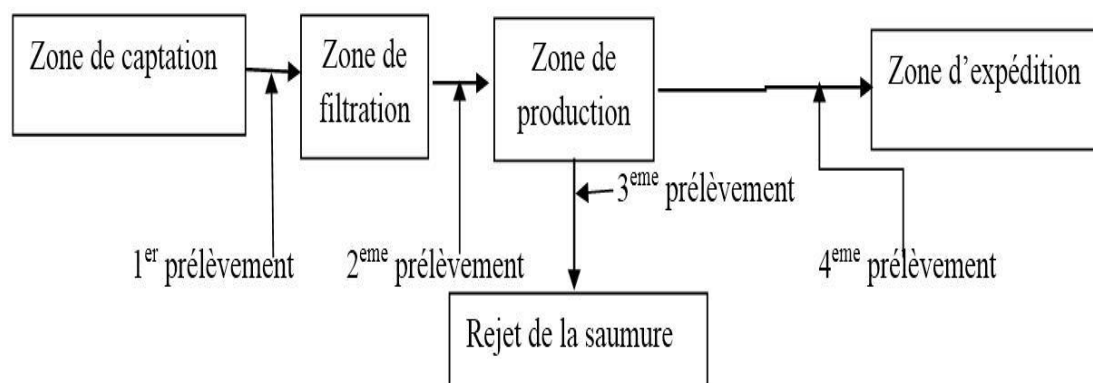 Zone de captation
Zone de
filtration
Zone de
production
Zone d'expédition
3eme prélèvement
1er prélèvement
2eme prélèvement
4eme prélèvement
Rejet de la saumure